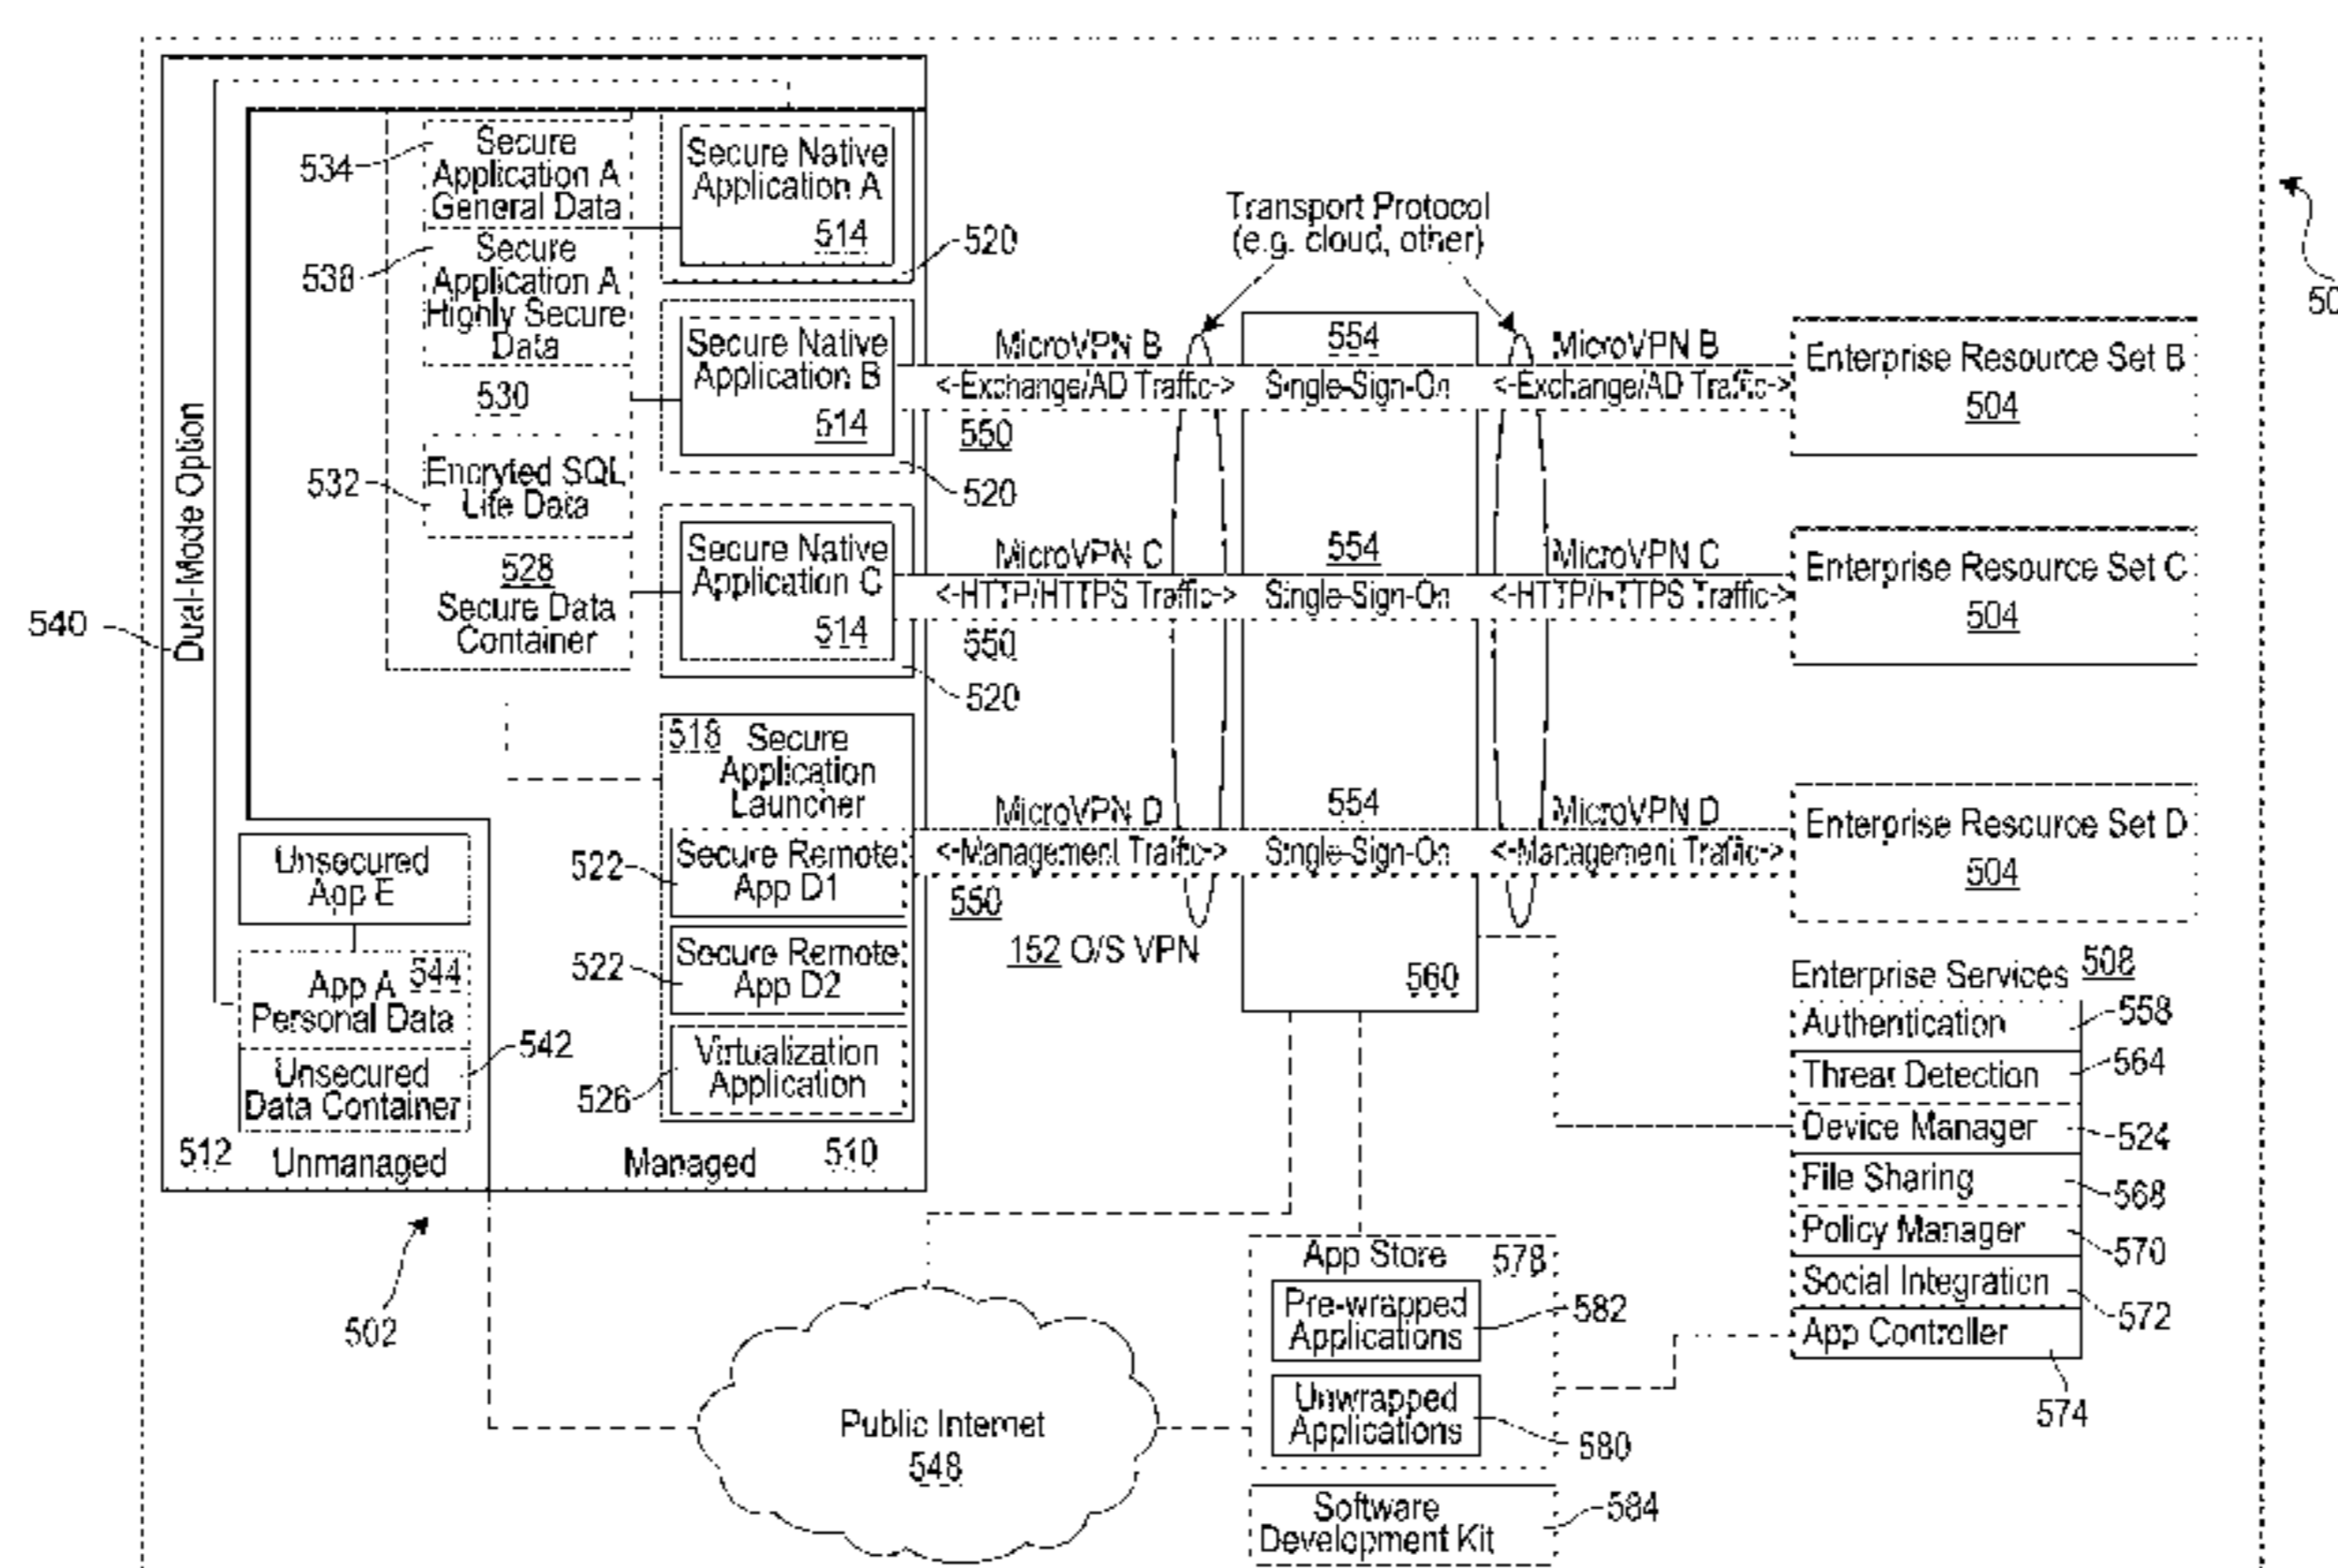 Dual-Mode Option
540
534
Secure
Application A
General Data
538
Secure
Application A
Highly Secure
Data
530
532
Encryted SQL
Lite Data
528
Secure Data
Container
Secure Native
Application A
514
520
Secure Native
Application B
514
520
Secure Native
Application C
514
520
518 Secure
Application
Launcher
522
Secure Remote
App D1
522
Secure Remote
App D2
526
Virtualization
Application
Unsecured
App E
App A 544
Personal Data
542
Unsecured
Data Container
512 Unmanaged
Managed 510
502
Transport Protocol
(e.g. cloud, other)
MicroVPN B
<-Exchange/AD Traffic->
550
554
Single-Sign-On
MicroVPN B
<-Exchange/AD Traffic->
Enterprise Resource Set B
504
MicroVPN C
<-HTTP/HTTPS Traffic->
550
554
Single-Sign-On
MicroVPN C
<-HTTP/HTTPS Traffic->
Enterprise Resource Set C
504
MicroVPN D
<-Management Traffic->
550
554
Single-Sign-On
MicroVPN D
<-Management Traffic->
Enterprise Resource Set D
504
152 O/S VPN
560
Enterprise Services 508
Authentication
558
Threat Detection
564
Device Manager
524
File Sharing
568
Policy Manager
570
Social Integration
572
App Controller
574
App Store 578
Pre-wrapped
Applications
582
Unwrapped
Applications
580
Software
Development Kit
584
Public Internet
548